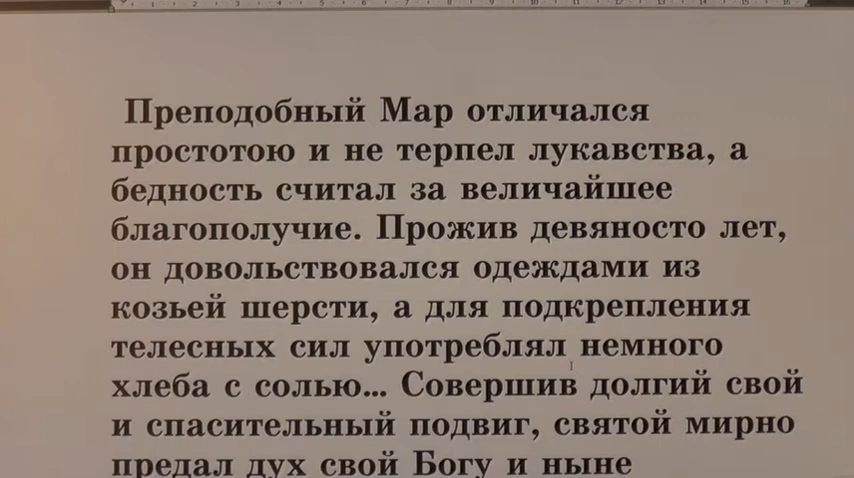 Преподобный Мар отличался
простотою и не терпел лукавства, а
бедность считал за величайшее
благополучие. Прожив девяносто лет,
он довольствовался одеждами из
козьей шерсти, а для подкрепления
телесных сил употреблял немного
хлеба с солью... Совершив долгий свой
и спасительный подвиг, святой мирно
предал дух свой Богу и ныне